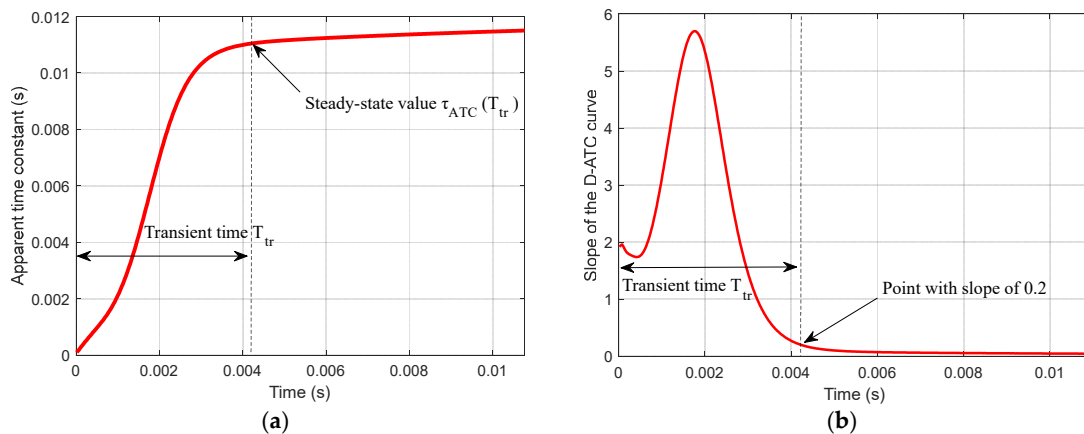 Apparent time constant (s)
0.012
0.01
0.008
0.006
0.004
0.002
0
Steady-state value τATC (Ttr)
Transient time Ttr
0
0.002
0.004
0.006
0.008
0.01
Time (s)
(a)
Slope of the D-ATC curve
6
5
4
3
2
1
0
Transient time Ttr
Point with slope of 0.2
0
0.002
0.004
0.006
0.008
0.01
Time (s)
(b)